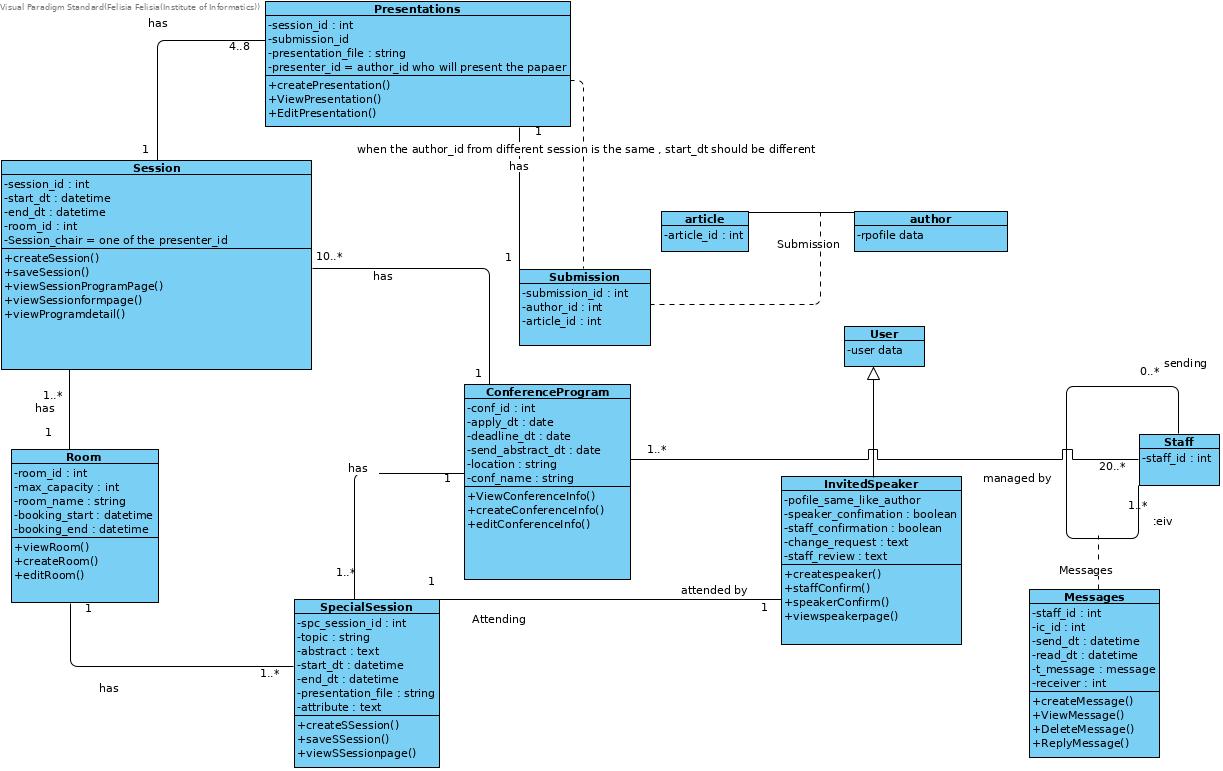 Visual Paradigm Standard(Felisia Felisia(Institute of Informatics))
Presentations
-session_id : int
-submission_id
-presentation_file : string
-presenter_id = author_id who will present the papaer
+createPresentation()
+ViewPresentation()
+EditPresentation()
has
4..8
1
1
when the author_id from different session is the same , start_dt should be different
has
1
Session
-session_id : int
-start_dt : datetime
-end_dt : datetime
-room_id : int
-Session_chair = one of the presenter_id
+createSession()
+saveSession()
+viewSessionProgramPage()
+viewSessionformpage()
+viewProgramdetail()
10..*
has
1
article
-article_id : int
author
-rpofile data
Submission
Submission
-submission_id : int
-author_id : int
-article_id : int
User
-user data
1..*
has
1
Room
-room_id : int
-max_capacity : int
-room_name : string
-booking_start : datetime
-booking_end : datetime
+viewRoom()
+createRoom()
+editRoom()
1
has
1..*
ConferenceProgram
-conf_id : int
-apply_dt : date
-deadline_dt : date
-send_abstract_dt : date
-location : string
-conf_name : string
+ViewConferenceInfo()
+createConferenceInfo()
+editConferenceInfo()
has
1
1..*
1..*
managed by
20..*
sending
0..*
Staff
-staff_id : int
1..*
ceiv
Messages
InvitedSpeaker
-pofile_same_like_author
-speaker_confimation : boolean
-staff_confirmation : boolean
-change_request : text
-staff_review : text
+createspeaker()
+staffConfirm()
+speakerConfirm()
+viewspeakerpage()
1
attended by
1
Attending
SpecialSession
-spc_session_id : int
-topic : string
-abstract : text
-start_dt : datetime
-end_dt : datetime
-presentation_file : string
-attribute : text
+createSSession()
+saveSSession()
+viewSSessionpage()
Messages
-staff_id : int
-ic_id : int
-send_dt : datetime
-read_dt : datetime
-t_message : message
-receiver : int
+createMessage()
+ViewMessage()
+DeleteMessage()
+ReplyMessage()